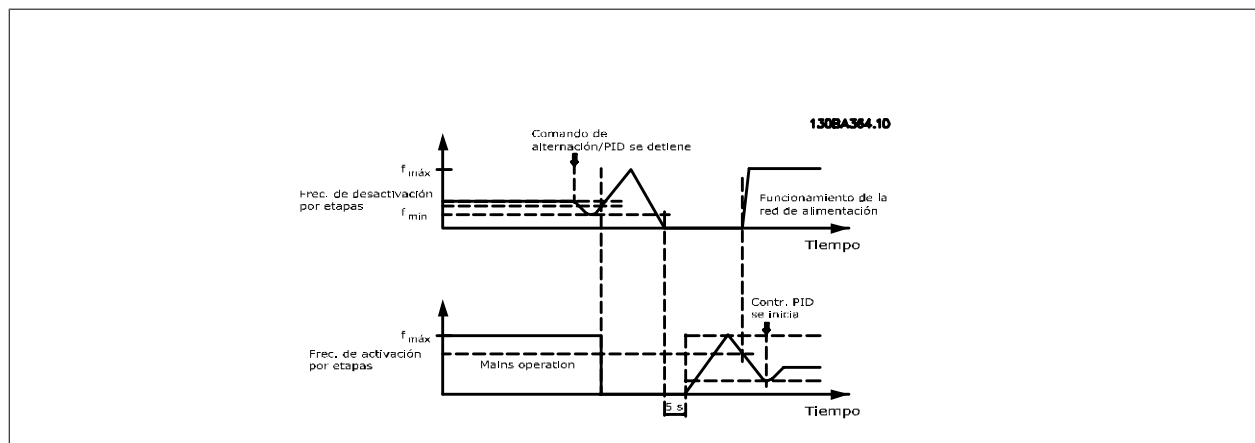 130BA364.10
Comando de
alternación/PID se detiene
f máx
Frec. de desactivación
por etapas
f min
Funcionamiento de la
red de alimentación
Tiempo
Contr. PID
se inicia
f máx
Frec. de activación
por etapas
Mains operation
5 s
Tiempo